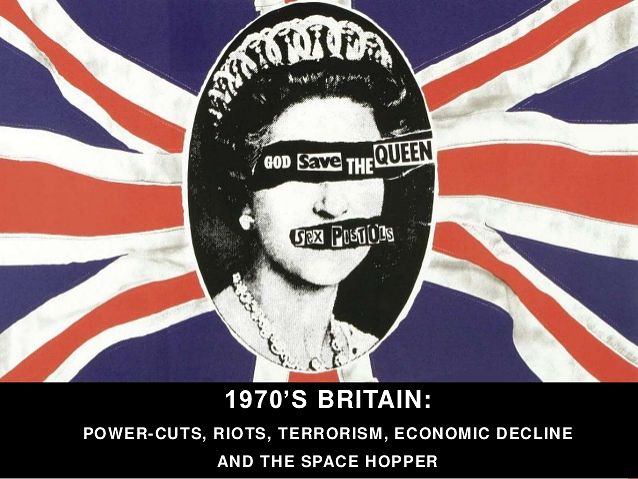 GOD Save THE QUEEN
SEX PISTOLS
1970'S BRITAIN:
POWER-CUTS, RIOTS, TERRORISM, ECONOMIC DECLINE
AND THE SPACE HOPPER